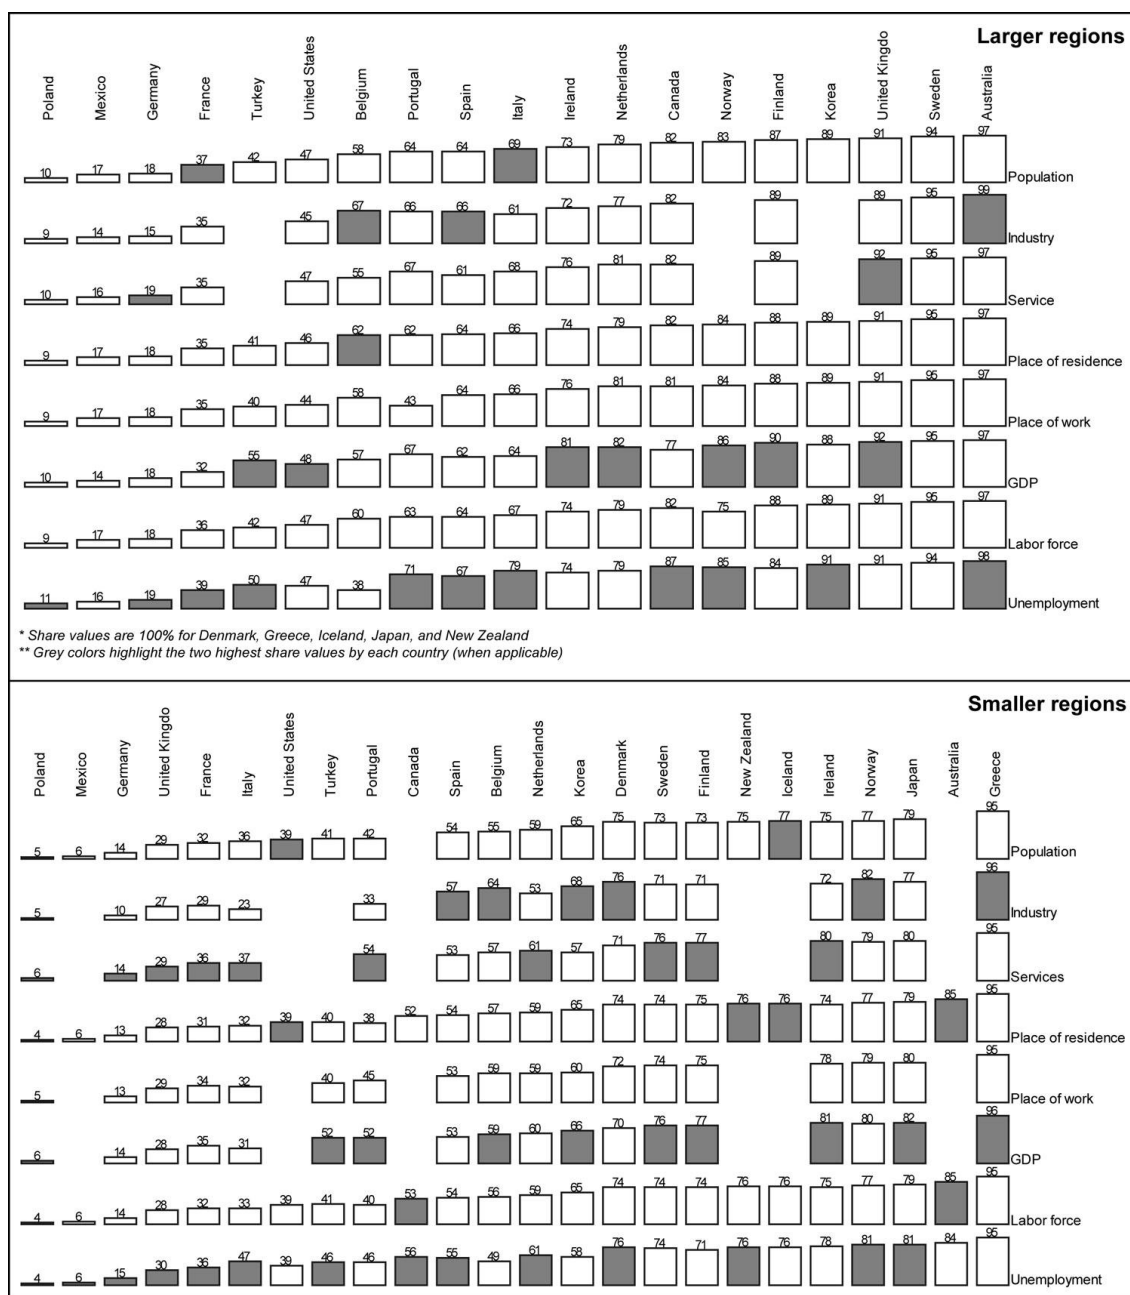 Larger regions
Poland Mexico Germany France Turkey United States Belgium Portugal Spain Italy Ireland Netherlands Canada Norway Finland Korea United Kingdo Sweden Australia
10 17 18 37 42 47 58 64 64 69 73 79 82 83 87 89 91 94 97 Population
9 14 15 35 45 67 66 66 61 72 77 82 89 89 95 99 Industry
10 16 19 35 47 55 67 61 68 76 81 82 89 92 95 97 Service
9 17 18 35 41 46 62 62 64 66 74 79 82 84 88 89 91 95 97 Place of residence
9 17 18 35 40 44 58 43 64 66 76 81 81 84 88 89 91 95 97 Place of work
10 14 18 32 55 48 57 67 62 64 81 82 77 86 90 88 92 95 97 GDP
9 17 18 36 42 47 60 63 64 67 74 79 82 75 88 89 91 95 97 Labor force
11 16 19 39 50 47 38 71 67 79 74 79 87 85 84 91 91 94 98 Unemployment
* Share values are 100% for Denmark, Greece, Iceland, Japan, and New Zealand
** Grey colors highlight the two highest share values by each country (when applicable)
Smaller regions
Poland Mexico Germany United Kingdo France Italy United States Turkey Portugal Canada Spain Belgium Netherlands Korea Denmark Sweden Finland New Zealand Iceland Ireland Norway Japan Australia Greece
5 6 14 29 32 36 39 41 42 54 55 59 65 75 73 73 75 77 75 77 79 95 Population
5 10 27 29 23 33 57 64 53 68 76 71 71 72 82 77 96 Industry
6 14 29 36 37 54 53 57 61 57 71 76 77 80 79 80 95 Services
4 6 13 28 31 32 39 40 38 52 54 57 59 65 74 74 75 76 76 74 77 79 85 95 Place of residence
5 13 29 34 32 40 45 53 59 59 60 72 74 75 78 79 80 95 Place of work
6 14 28 35 31 52 52 53 59 60 66 70 76 77 81 80 82 96 GDP
4 6 14 28 32 33 39 41 40 53 54 56 59 65 74 74 74 76 76 75 77 79 85 95 Labor force
4 6 15 30 36 47 39 46 46 56 55 49 61 58 76 74 71 76 76 78 81 81 84 95 Unemployment